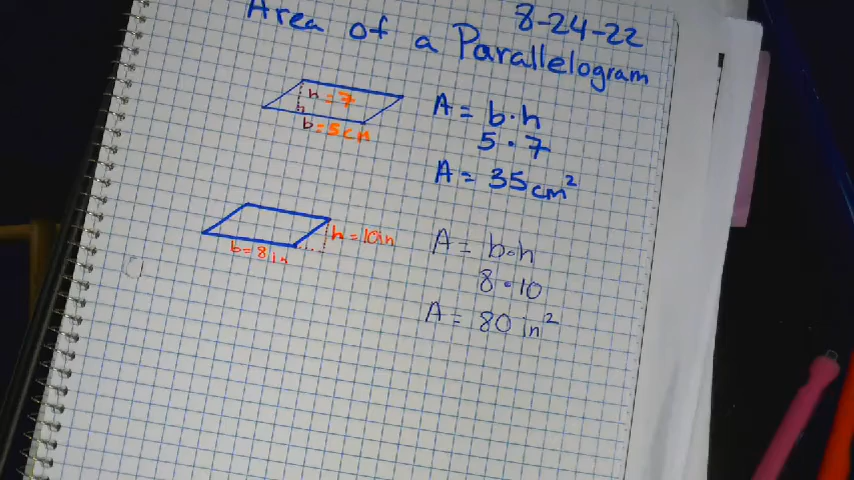 8-24-22
Area of a Parallelogram
h = 7
b = 5cm
A = b·h
5 · 7
A = 35cm²
h = 10in
b = 8in
A = b·h
8 · 10
A = 80 in²